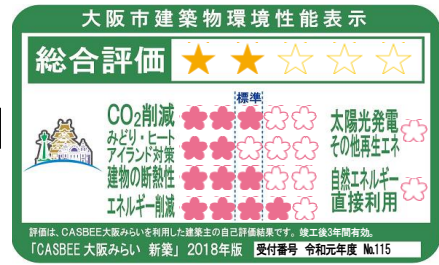 大阪市建築物環境性能表示
総合評価
標準
CO₂削減
みどり・ヒート
アイランド対策
建物の断熱性
エネルギー削減
太陽光発電
その他再生エネ
自然エネルギー
直接利用
評価は、CASBEE大阪みらいを利用した建築主の自己評価結果です。竣工後3年間有効。
「CASBEE大阪みらい 新築」2018年版 受付番号 令和元年度 №115